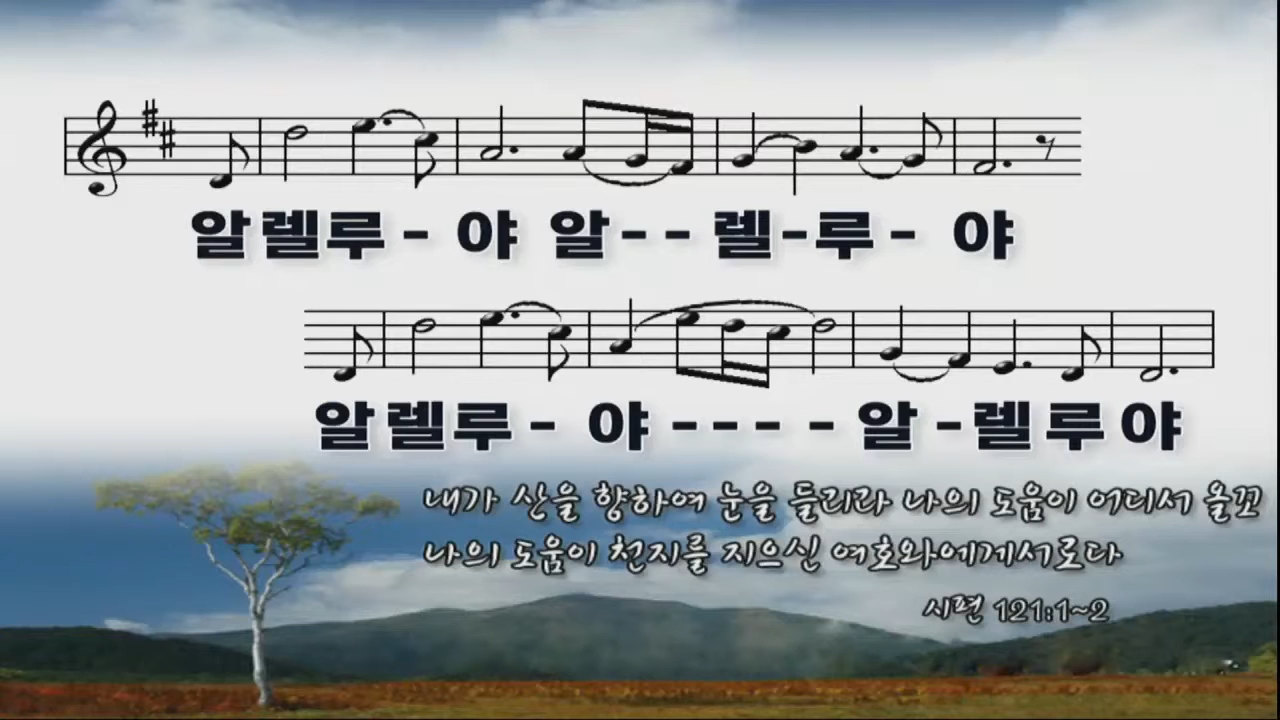 알렐루- 야 알-- 렐-루- 야
알렐루- 야---- 알-렐루야
내가 산을 향하여 눈을 들리라 나의 도움이 어디서 올꼬
나의 도움이 천지를 지으신 여호와에게서로다
시편 121:1~2